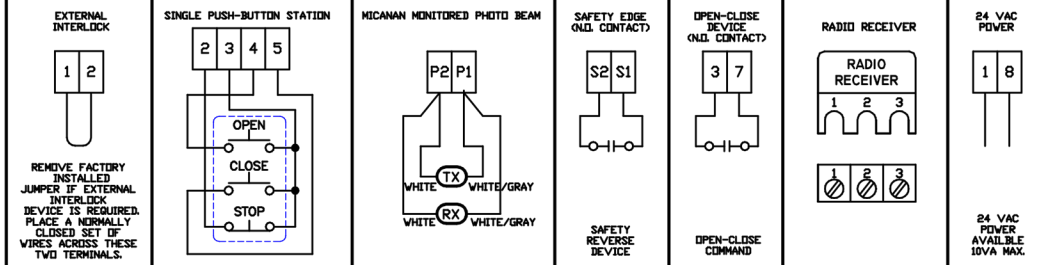 EXTERNAL
INTERLOCK
1 2
REMOVE FACTORY
INSTALLED
JUMPER IF EXTERNAL
INTERLOCK
DEVICE IS REQUIRED.
PLACE A NORMALLY
CLOSED SET OF
WIRES ACROSS THESE
TWO TERMINALS.
SINGLE PUSH-BUTTON STATION
2 3 4 5
OPEN
CLOSE
STOP
MICANAN MONITORED PHOTO BEAM
P2 P1
TX
WHITE WHITE/GRAY
RX
WHITE WHITE/GRAY
SAFETY EDGE
(N.O. CONTACT)
S2 S1
SAFETY
REVERSE
DEVICE
OPEN-CLOSE
DEVICE
(N.O. CONTACT)
3 7
OPEN-CLOSE
COMMAND
RADIO RECEIVER
RADIO
RECEIVER
1 2 3
1 2 3
24 VAC
POWER
1 8
24 VAC
POWER
AVAILBLE
10VA MAX.